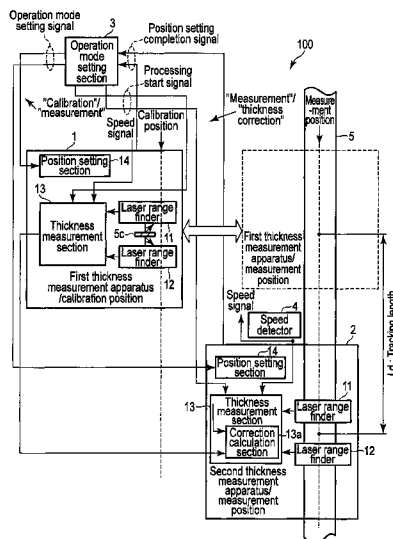 Operation mode
setting signal
3
Position setting
completion signal
Operation mode
setting
section
Processing
start signal
100
"Calibration"/
"measurement"
Speed
signal
Calibration
position
"Measurement"/
"thickness
correction"
Measure
-ment
position
5
1
Position setting
section
14
13
Thickness
measurement
section
Laser range
finder
11
5c
Laser range
finder
12
First thickness
measurement apparatus
/calibration position
First thickness
measurement
apparatus
/measurement
position
Speed
signal
4
Speed
detector
2
Ld : Tracking length
14
Position setting
section
13
Thickness
measurement
section
11
Laser range
finder
Correction
calculation
section
13a
Laser range
finder
12
Second thickness
measurement
apparatus/
measurement
position